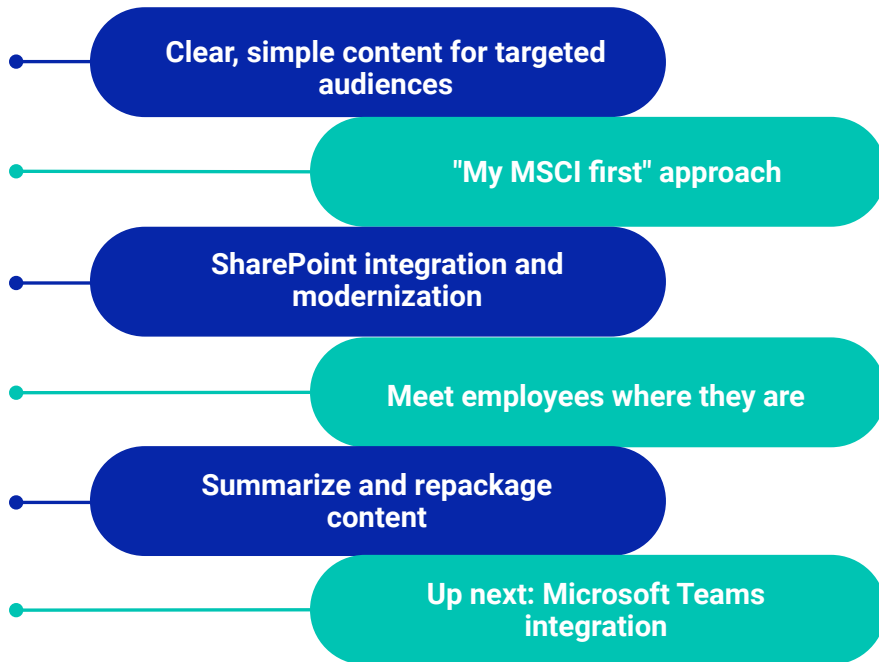 Clear, simple content for targeted
audiences
"My MSCI first" approach
SharePoint integration and
modernization
Meet employees where they are
Summarize and repackage
content
Up next: Microsoft Teams
integration